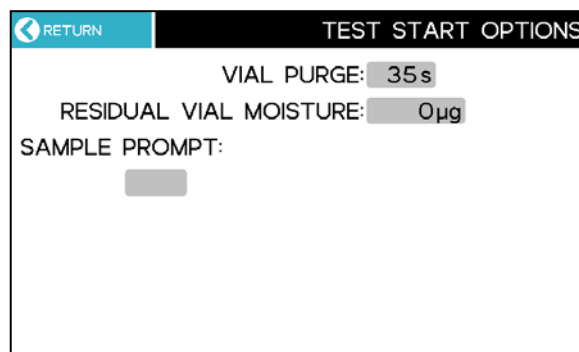 RETURN
TEST START OPTIONS
VIAL PURGE: 35s
RESIDUAL VIAL MOISTURE: 0µg
SAMPLE PROMPT: